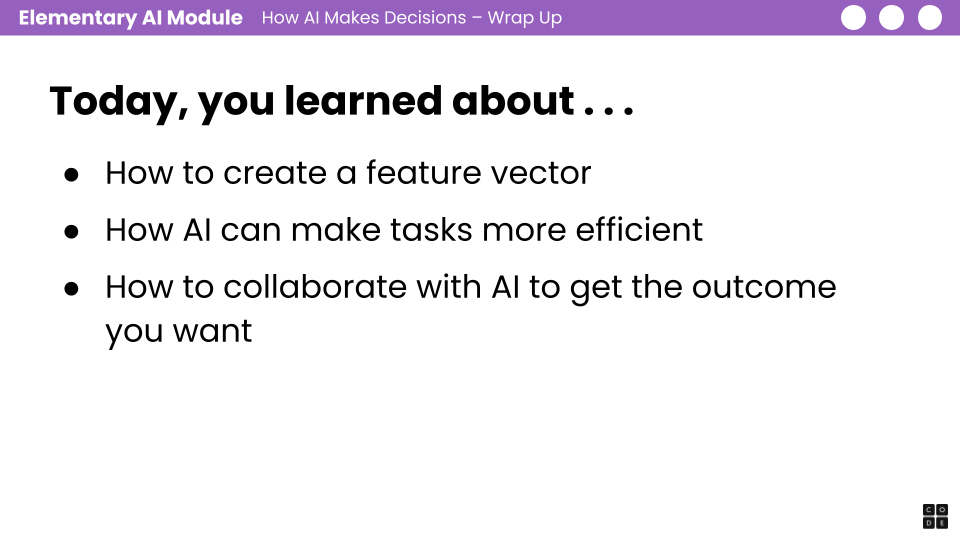 Elementary AI Module How AI Makes Decisions – Wrap Up
Today, you learned about . . .
● How to create a feature vector
● How AI can make tasks more efficient
● How to collaborate with AI to get the outcome
you want
C O
D E